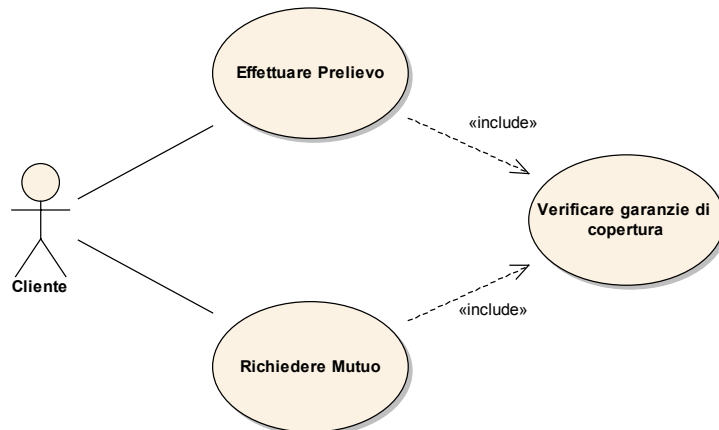 Effettuare Prelievo
«include»
Verificare garanzie di
copertura
Cliente
«include»
Richiedere Mutuo